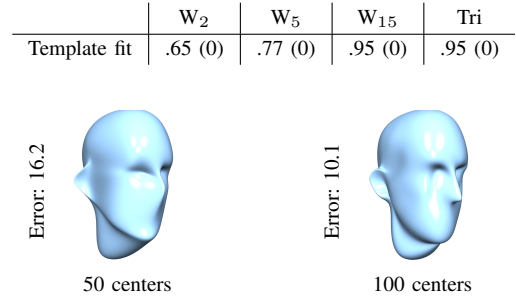 W₂ W₅ W₁₅ Tri
Template fit .65 (0) .77 (0) .95 (0) .95 (0)
Error: 16.2
Error: 10.1
50 centers
100 centers